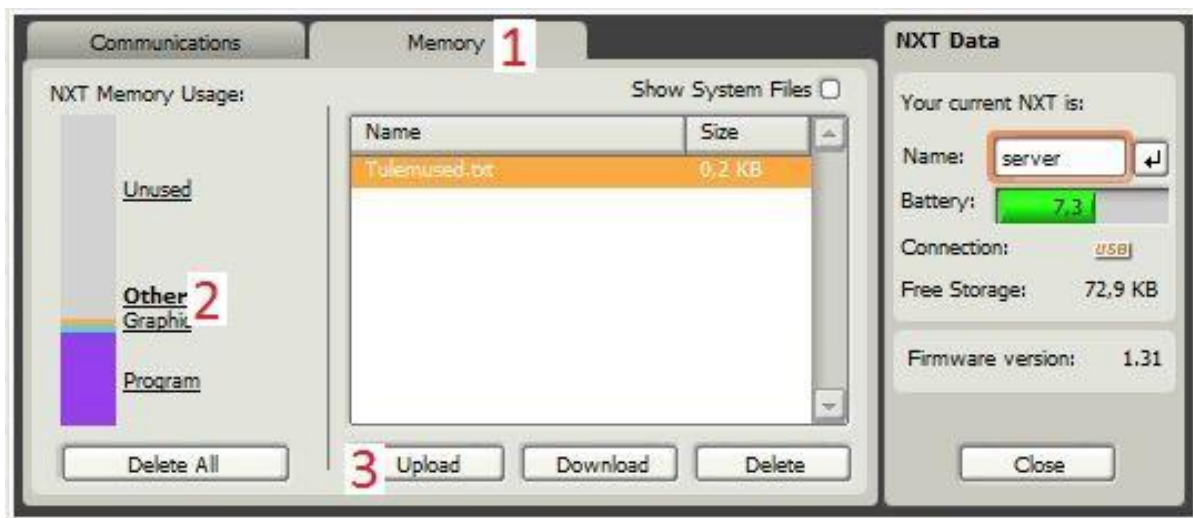 Communications
Memory 1
NXT Memory Usage:
Show System Files
Name Size
Tulemused.txt 0,2 KB
Unused
Other 2
Graphic
Program
Delete All
3 Upload Download Delete
NXT Data
Your current NXT is:
Name: server
Battery: 7,3
Connection: USB
Free Storage: 72,9 KB
Firmware version: 1.31
Close